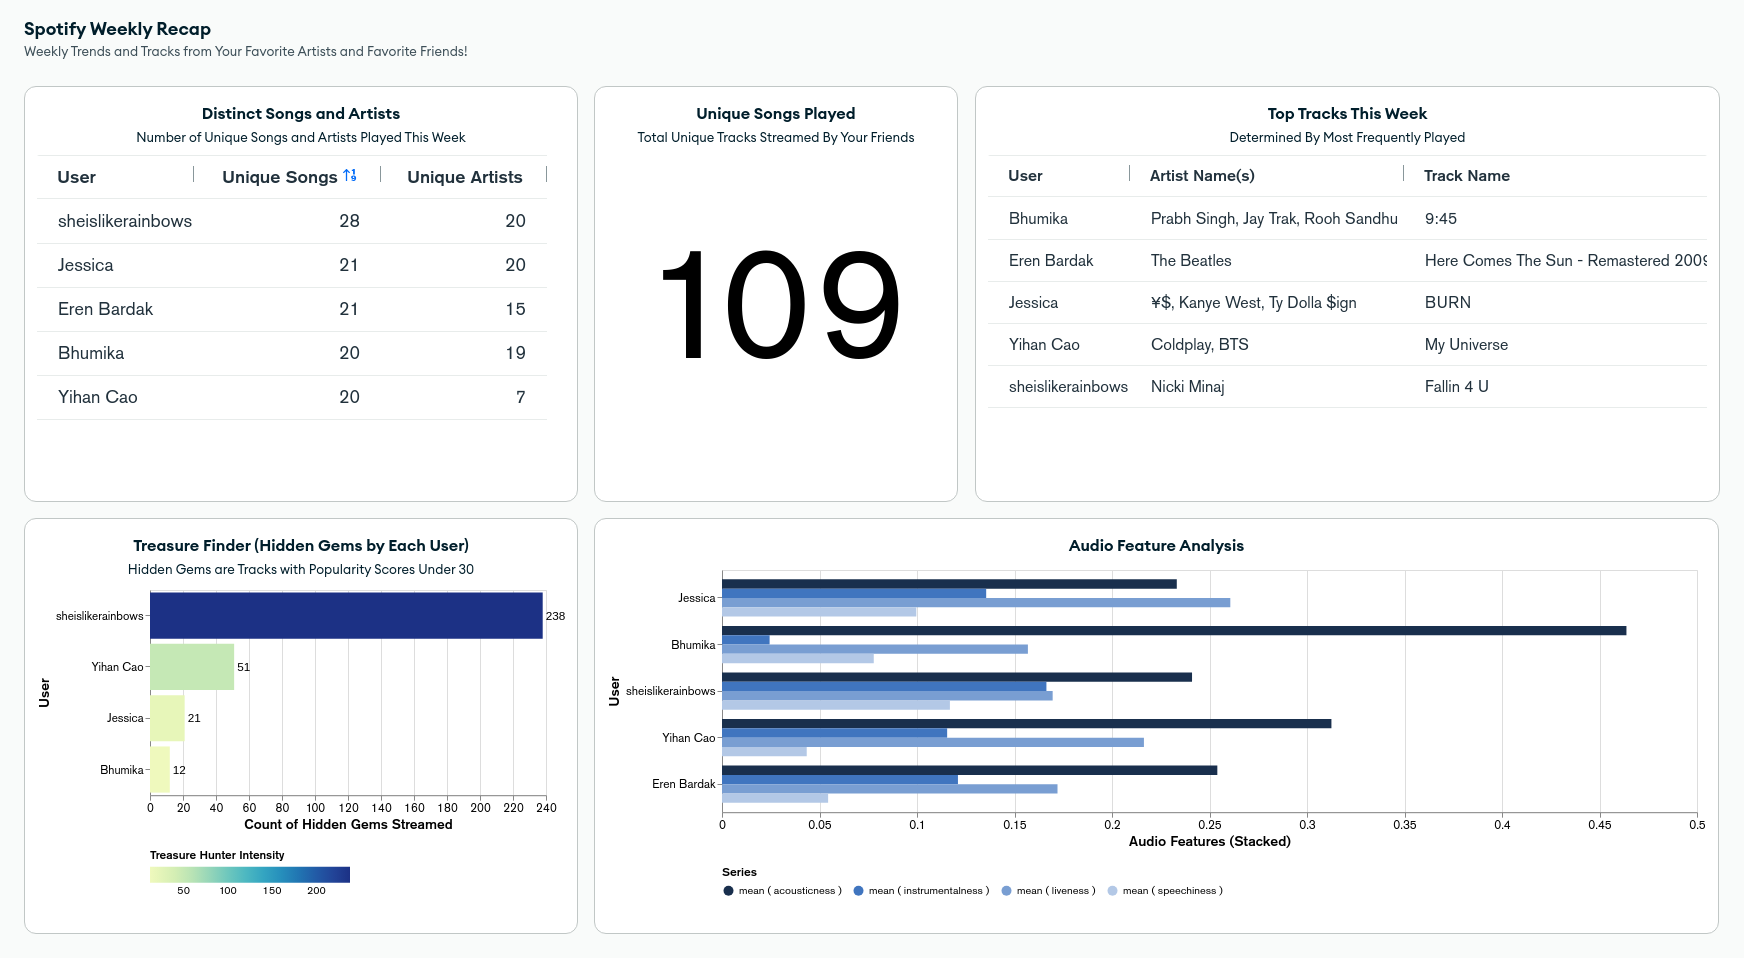 Spotify Weekly Recap
Weekly Trends and Tracks from Your Favorite Artists and Favorite Friends!
Distinct Songs and Artists
Number of Unique Songs and Artists Played This Week
User Unique Songs Unique Artists
sheislikerainbows 28 20
Jessica 21 20
Eren Bardak 21 15
Bhumika 20 19
Yihan Cao 20 7
Unique Songs Played
Total Unique Tracks Streamed By Your Friends
109
Top Tracks This Week
Determined By Most Frequently Played
User Artist Name(s) Track Name
Bhumika Prabh Singh, Jay Trak, Rooh Sandhu 9:45
Eren Bardak The Beatles Here Comes The Sun - Remastered 2009
Jessica ¥$, Kanye West, Ty Dolla $ign BURN
Yihan Cao Coldplay, BTS My Universe
sheislikerainbows Nicki Minaj Fallin 4 U
Treasure Finder (Hidden Gems by Each User)
Hidden Gems are Tracks with Popularity Scores Under 30
User
sheislikerainbows 238
Yihan Cao 51
Jessica 21
Bhumika 12
0 20 40 60 80 100 120 140 160 180 200 220 240
Count of Hidden Gems Streamed
Treasure Hunter Intensity
50 100 150 200
Audio Feature Analysis
User
Jessica
Bhumika
sheislikerainbows
Yihan Cao
Eren Bardak
0 0.05 0.1 0.15 0.2 0.25 0.3 0.35 0.4 0.45 0.5
Audio Features (Stacked)
Series
mean ( acousticness ) mean ( instrumentalness ) mean ( liveness ) mean ( speechiness )